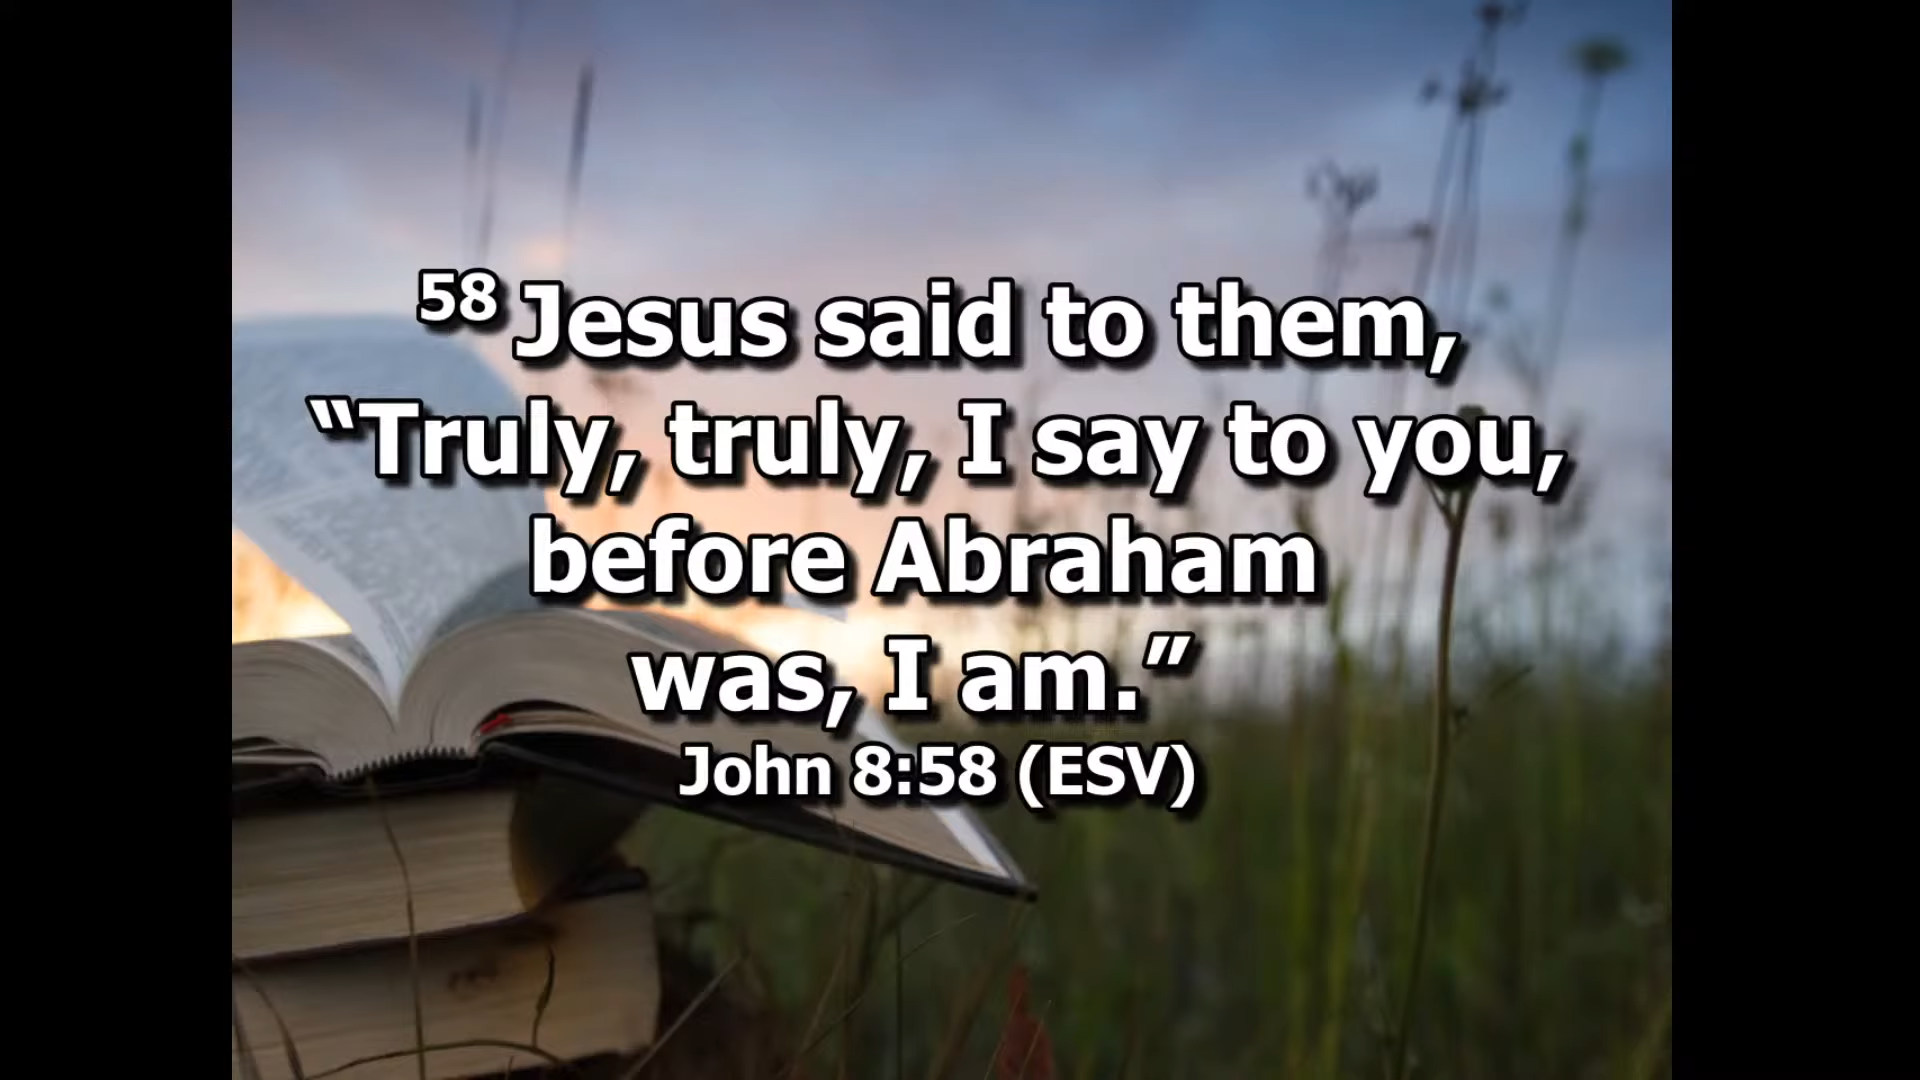 58 Jesus said to them,
“Truly, truly, I say to you,
before Abraham
was, I am.”
John 8:58 (ESV)